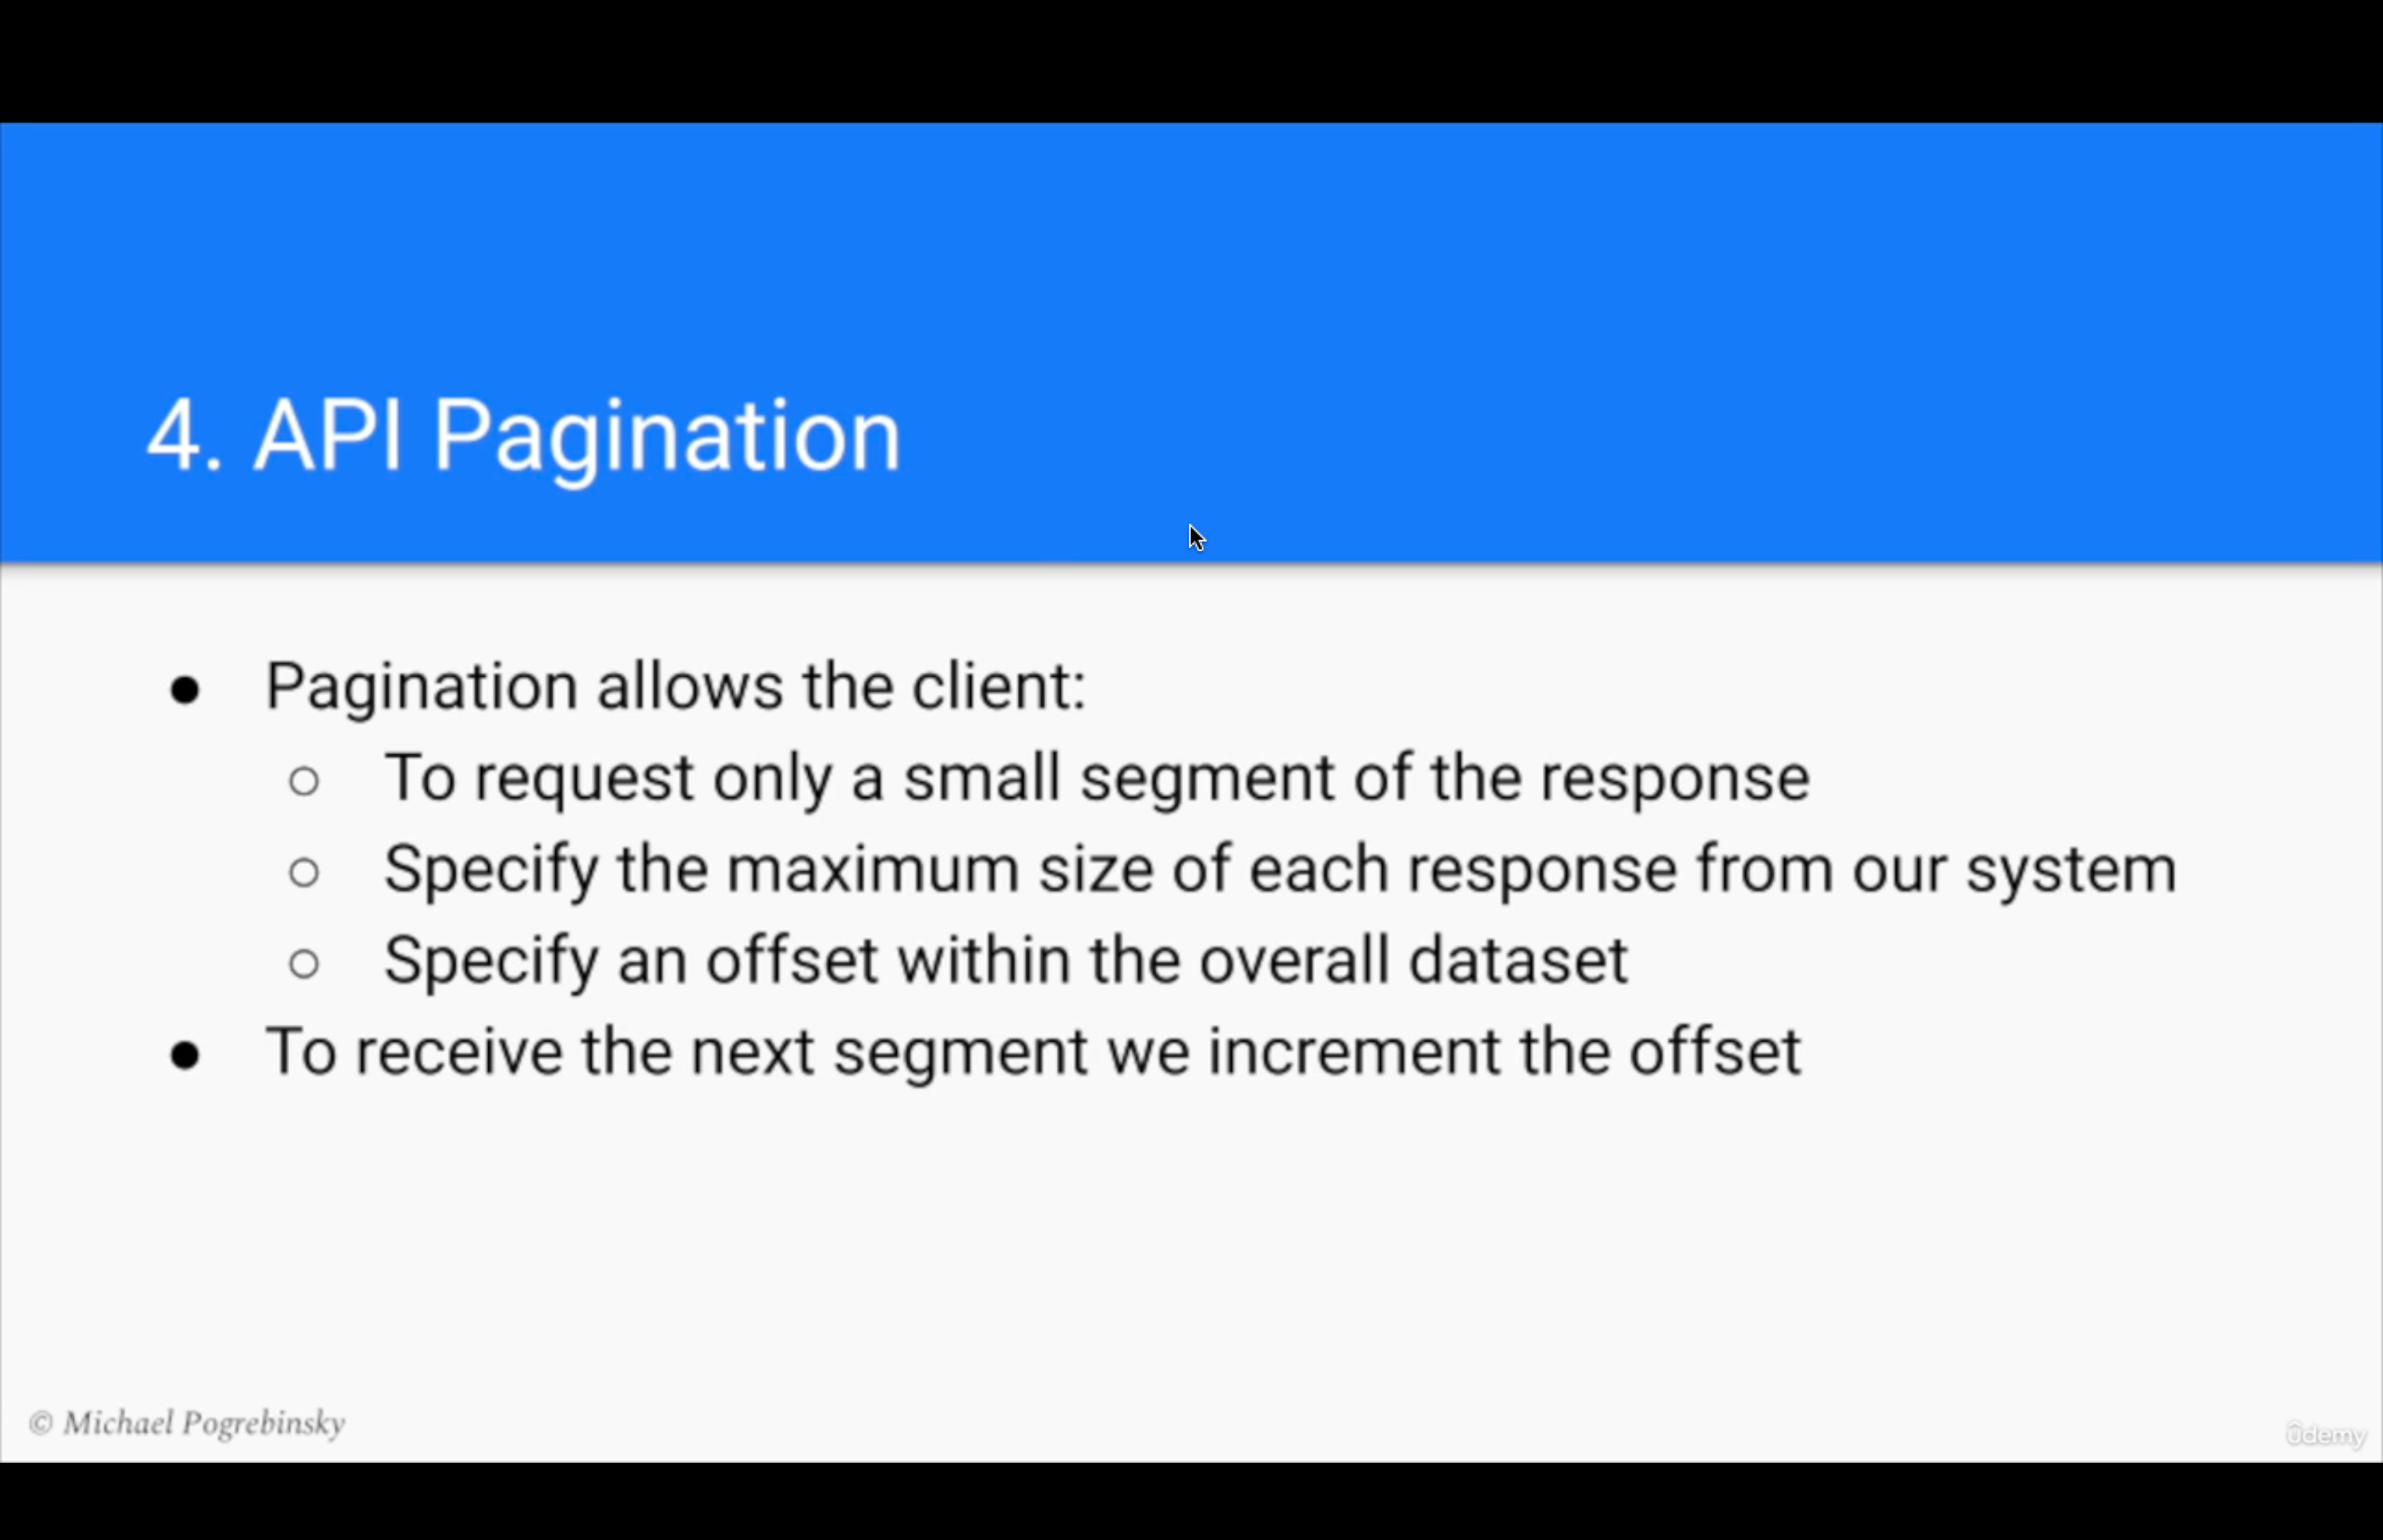 4. API Pagination
● Pagination allows the client:
○ To request only a small segment of the response
○ Specify the maximum size of each response from our system
○ Specify an offset within the overall dataset
● To receive the next segment we increment the offset
© Michael Pogrebinsky
ûdemy